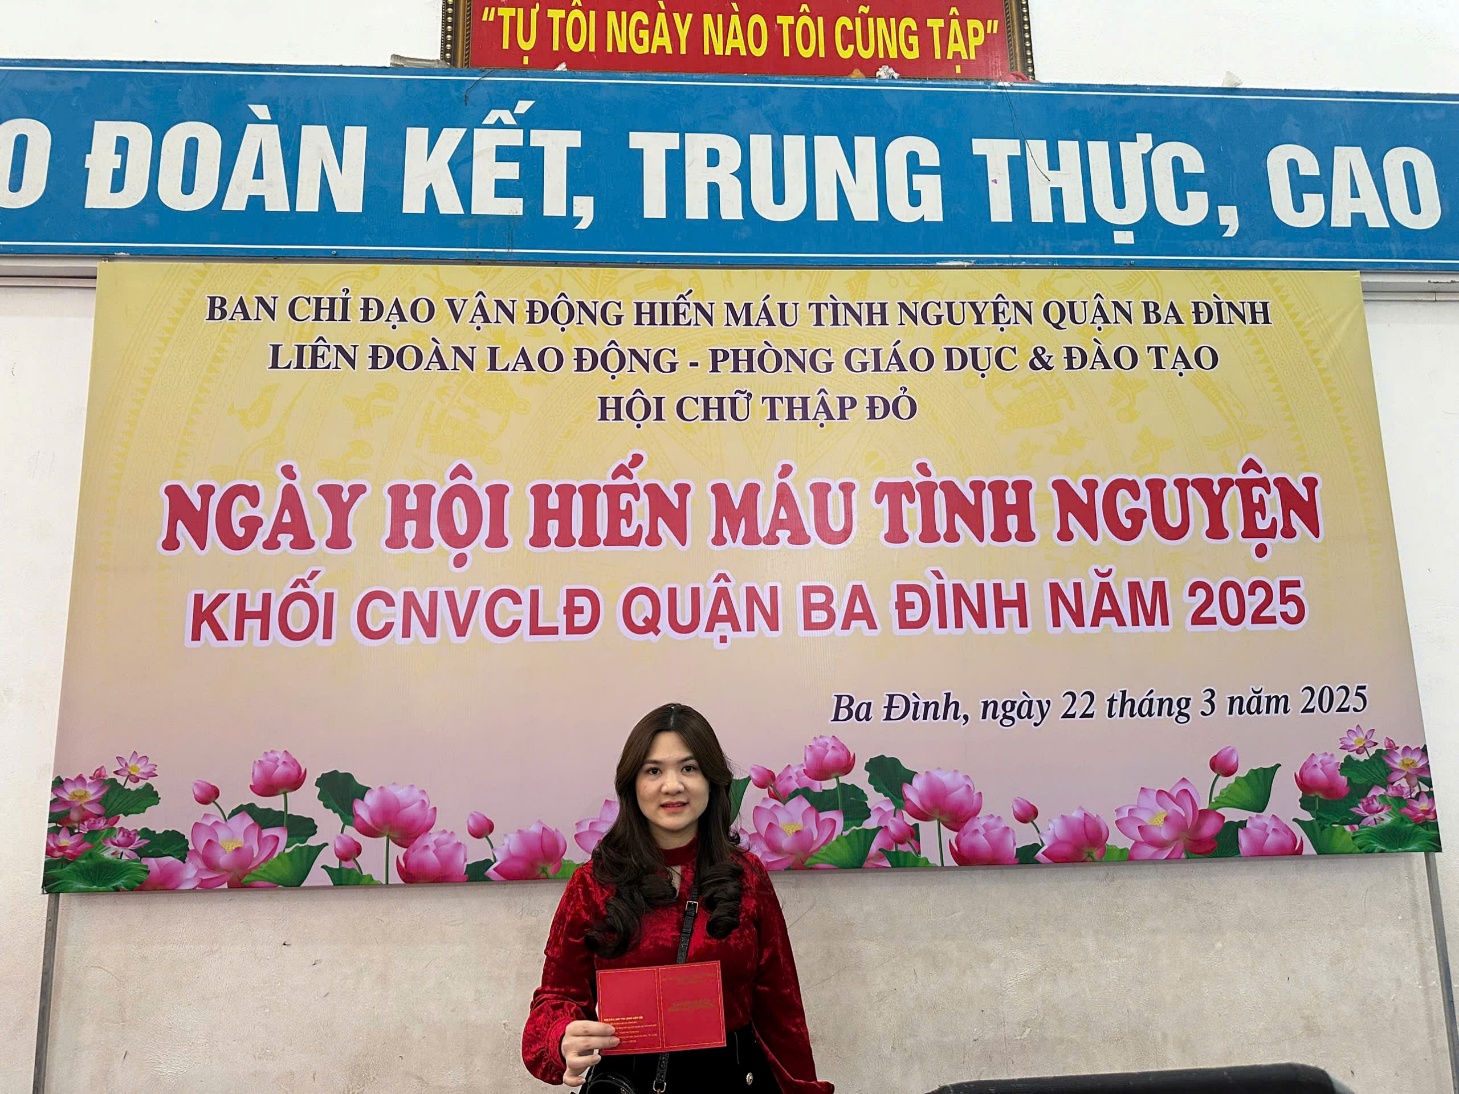 “TỰ TÔI NGÀY NÀO TÔI CŨNG TẬP”
O ĐOÀN KẾT, TRUNG THỰC, CAO
BAN CHỈ ĐẠO VẬN ĐỘNG HIẾN MÁU TÌNH NGUYỆN QUẬN BA ĐÌNH
LIÊN ĐOÀN LAO ĐỘNG - PHÒNG GIÁO DỤC & ĐÀO TẠO
HỘI CHỮ THẬP ĐỎ
NGÀY HỘI HIẾN MÁU TÌNH NGUYỆN
KHỐI CNVCLĐ QUẬN BA ĐÌNH NĂM 2025
Ba Đình, ngày 22 tháng 3 năm 2025